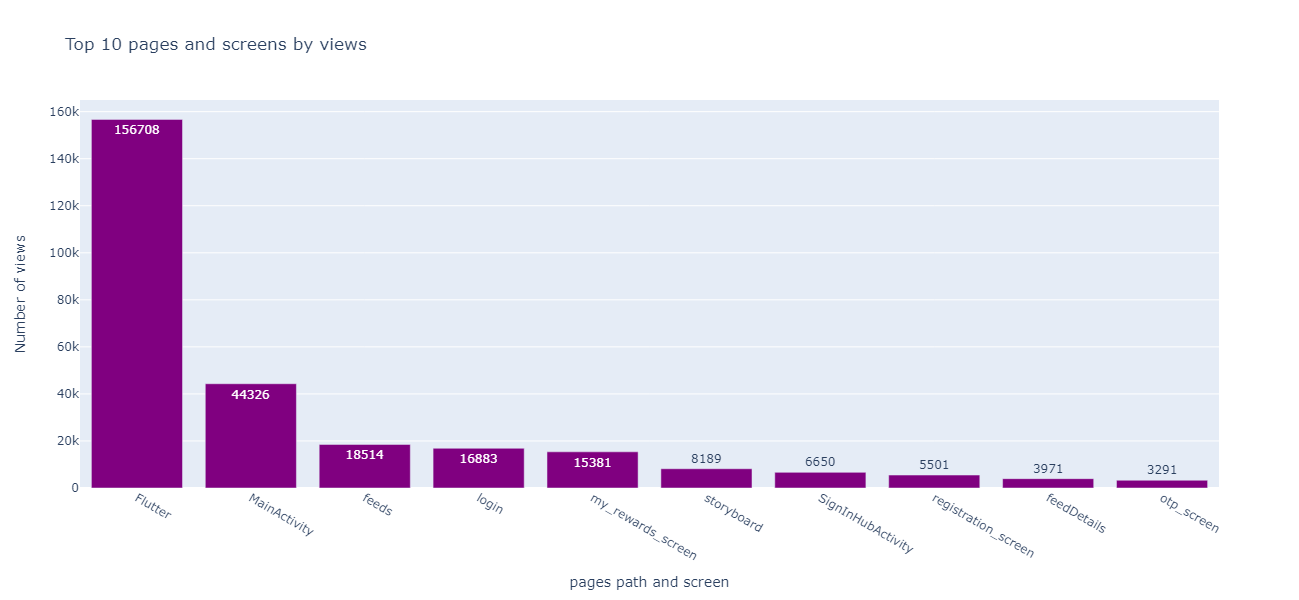 Top 10 pages and screens by views
Number of views
160k
140k
120k
100k
80k
60k
40k
20k
0
156708
44326
18514
16883
15381
8189
6650
5501
3971
3291
Flutter
MainActivity
feeds
login
my_rewards_screen
storyboard
SignInHubActivity
registration_screen
feedDetails
otp_screen
pages path and screen